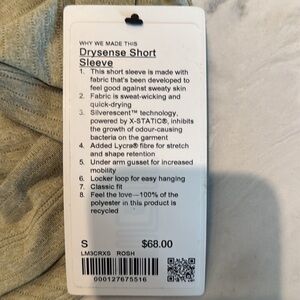 WHY WE MADE THIS
Drysense Short
Sleeve
1. This short sleeve is made with
fabric that's been developed to
feel good against sweaty skin
2. Fabric is sweat-wicking and
quick-drying
3. Silverescent™ technology,
powered by X-STATIC®, inhibits
the growth of odour-causing
bacteria on the garment
4. Added Lycra® fibre for stretch
and shape retention
5. Under arm gusset for increased
mobility
6. Locker loop for easy hanging
7. Classic fit
8. Feel the love—100% of the
polyester in this product is
recycled
S $68.00
LM3CRXS ROSH
000127675516